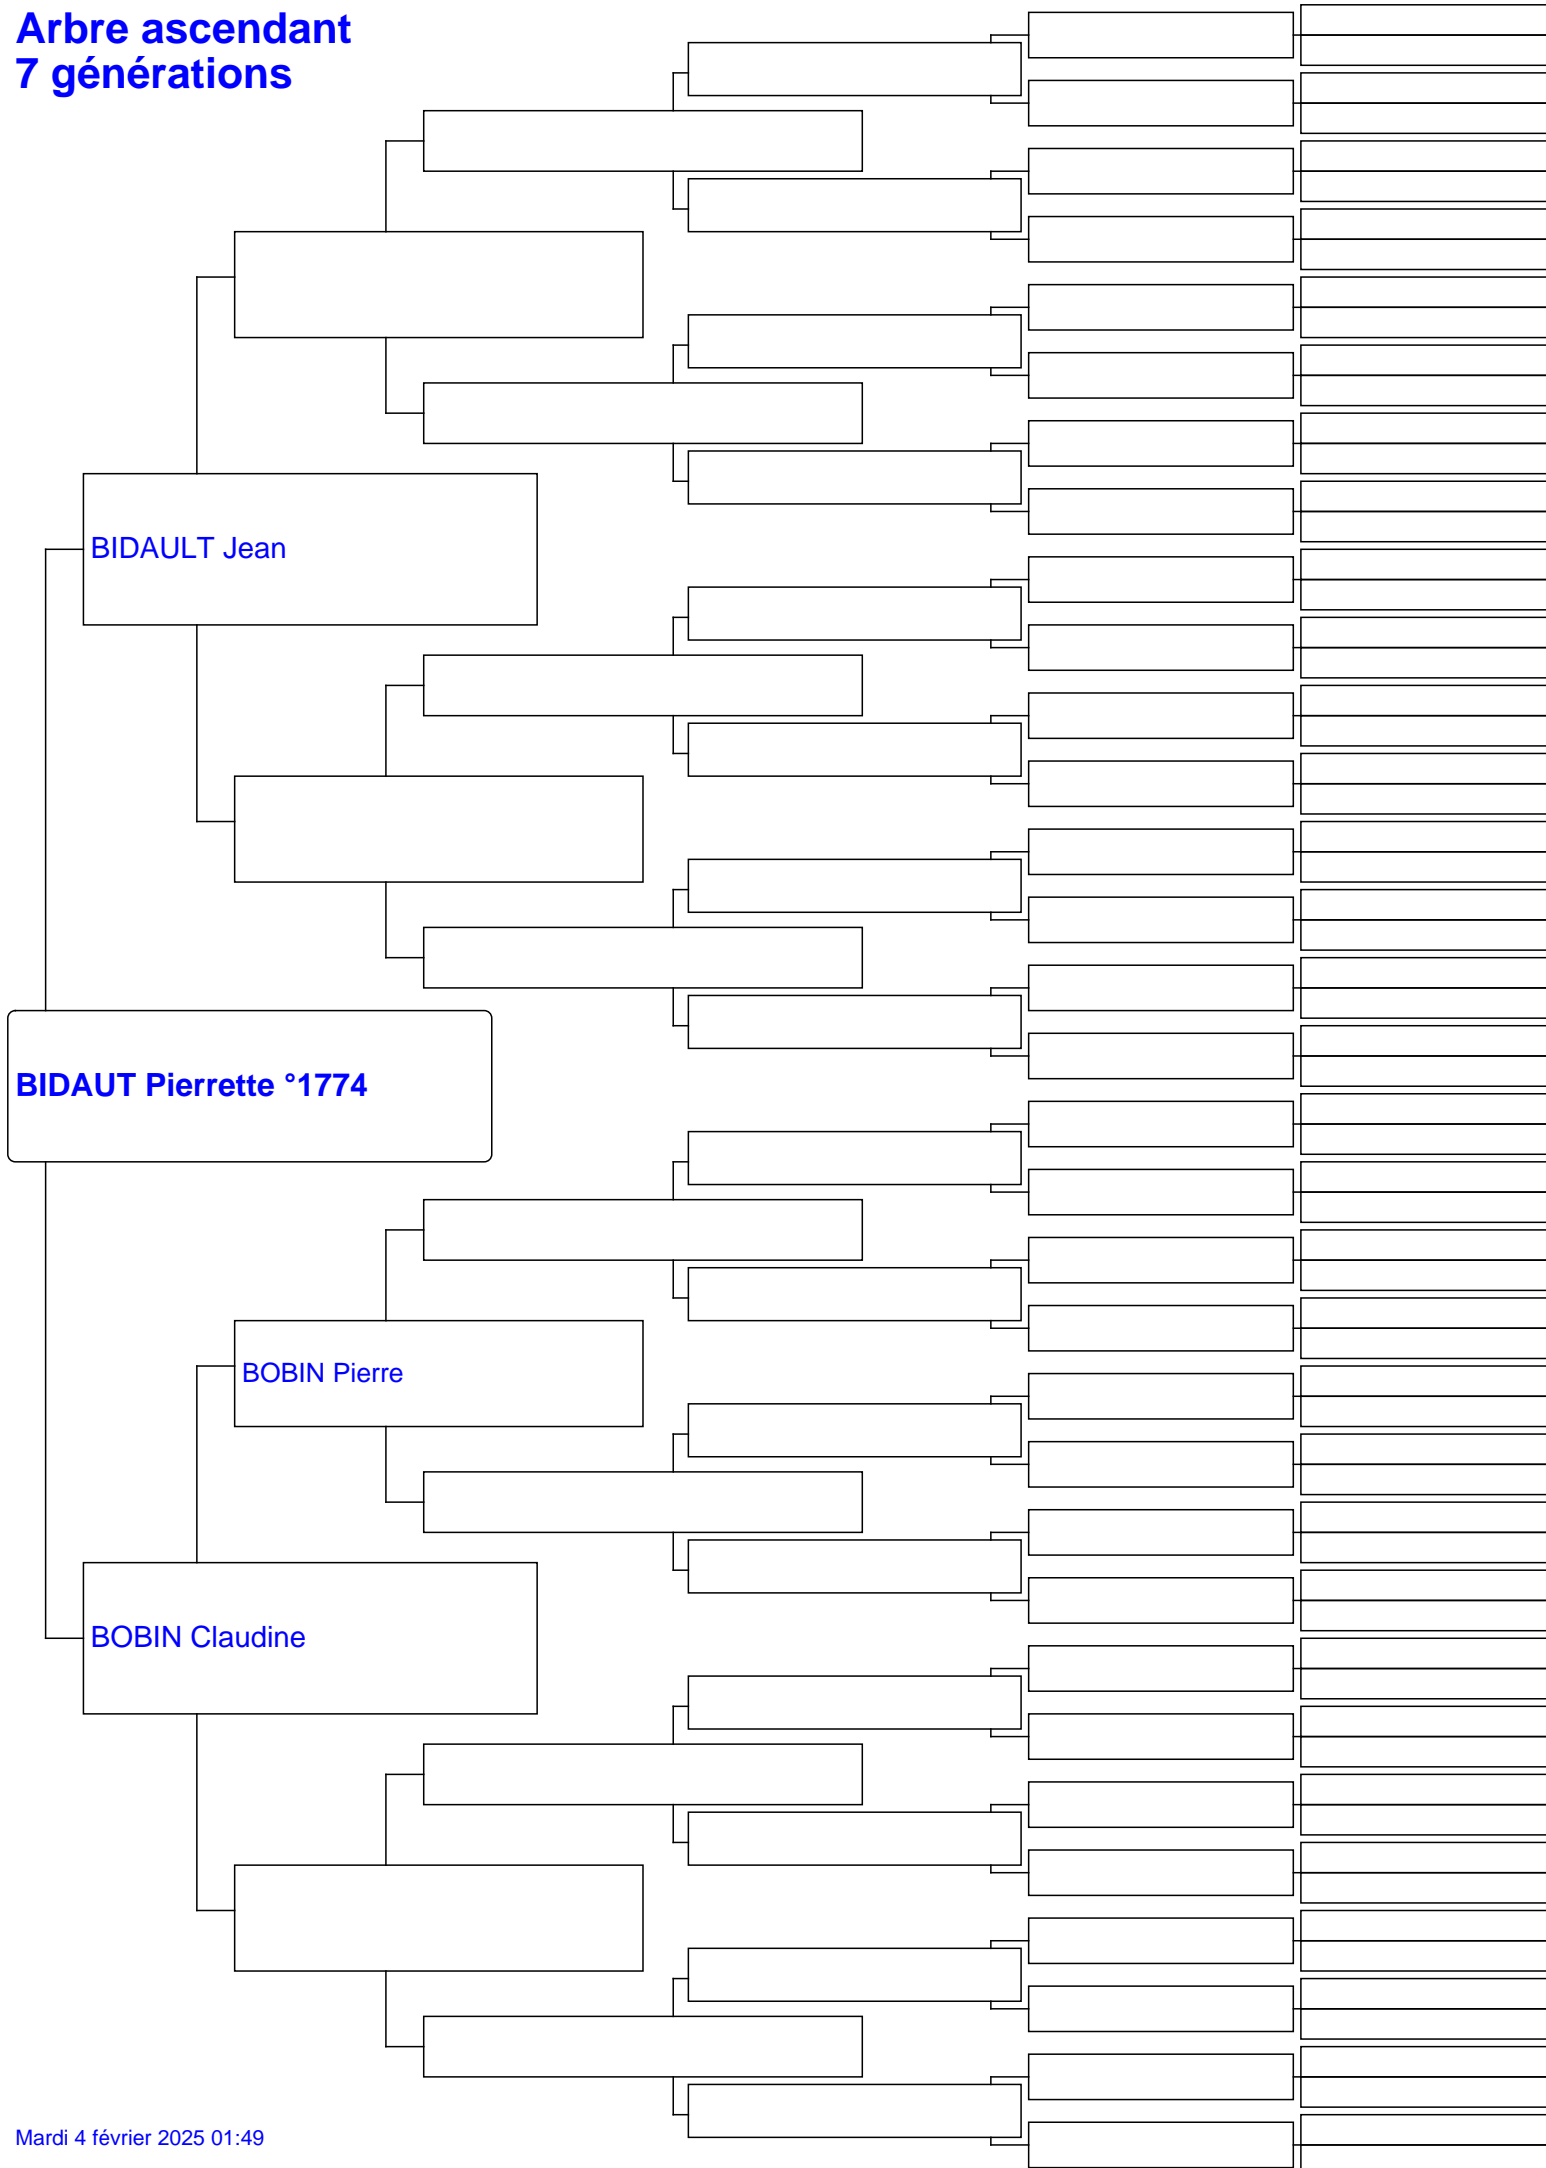 Arbre ascendant
7 générations
BIDAULT Jean
BIDAUT Pierrette °1774
BOBIN Pierre
BOBIN Claudine
Mardi 4 février 2025 01:49